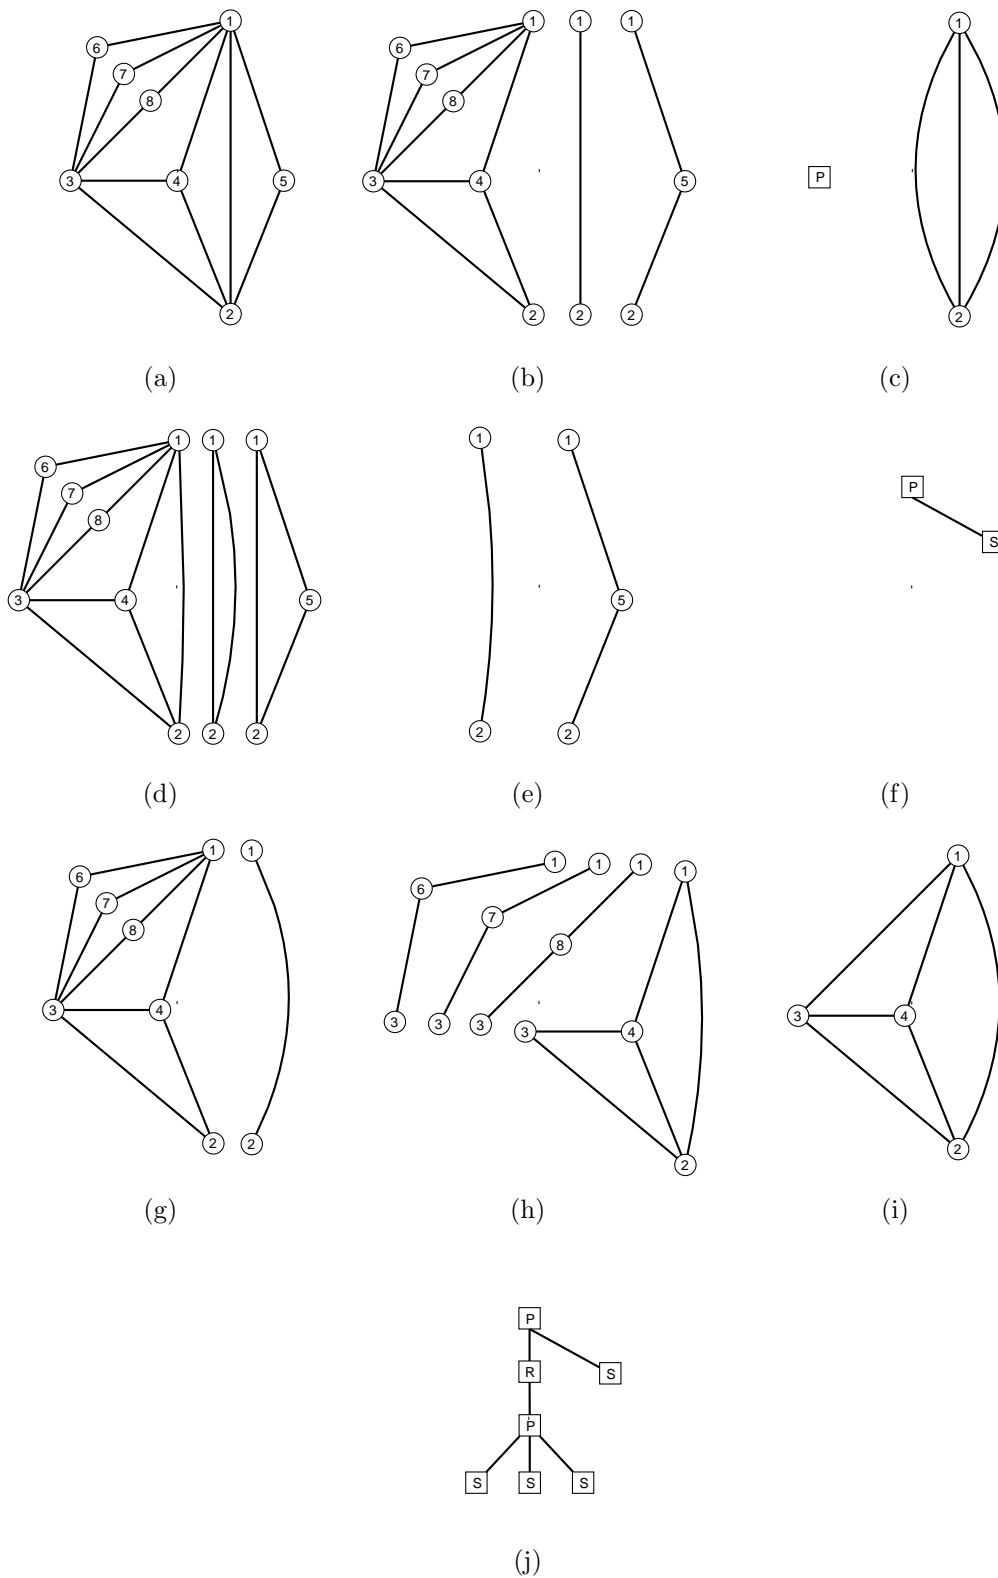 1 1 1 1 1
6 6
7 7
8 8
3 4 5 3 4 5 P
2 2 2 2 2
(a) (b) (c)
1 1 1 1 1
6
7
8
P
S
3 4 5 5
2 2 2 2 2
(d) (e) (f)
1 1 1 1 1 1 1
6 6
7 7
8 8
3 4 3 3 3 3 4 3 4
2 2 2 2
(g) (h) (i)
P
R S
P
S S S
(j)